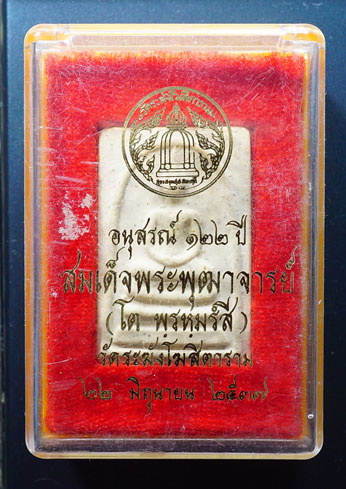 อนุสรณ์ ๑๒๒ ปี
สมเด็จพระพุฒาจารย์
(โต พฺรหฺมรํสี)
วัดระฆังโฆสิตาราม
๒๒ มิถุนายน ๒๕๓๗